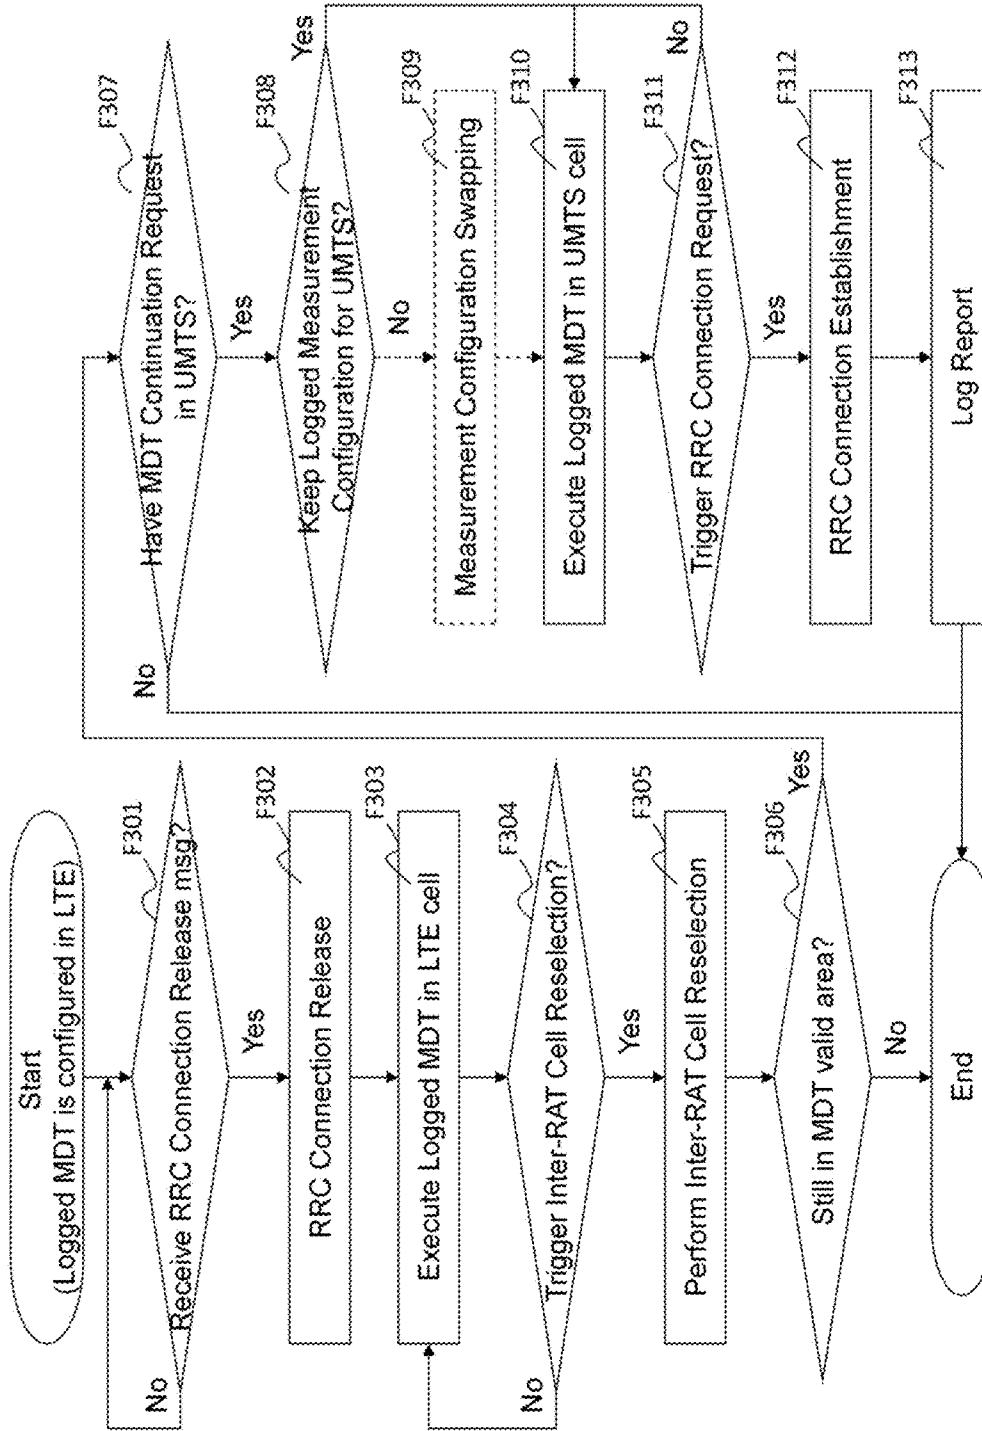 Start
(Logged MDT is configured in LTE)
F301
Receive RRC Connection Release msg?
No
Yes
F302
RRC Connection Release
F303
Execute Logged MDT in LTE cell
F304
Trigger Inter-RAT Cell Reselection?
No
Yes
F305
Perform Inter-RAT Cell Reselection
F306
Still in MDT valid area?
Yes
No
End
F307
Have MDT Continuation Request
in UMTS?
No
Yes
F308
Keep Logged Measurement
Configuration for UMTS?
Yes
No
F309
Measurement Configuration Swapping
F310
Execute Logged MDT in UMTS cell
F311
Trigger RRC Connection Request?
No
Yes
F312
RRC Connection Establishment
F313
Log Report